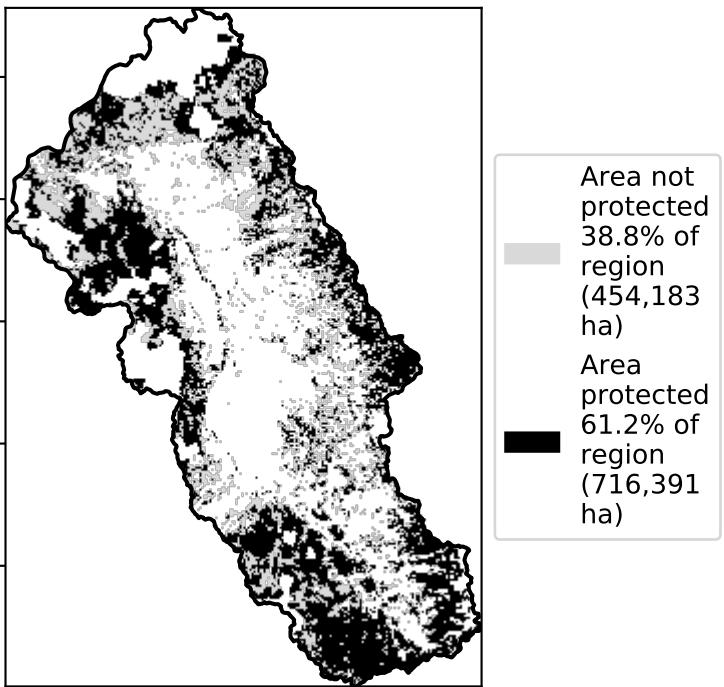 Area not
protected
38.8% of
region
(454,183
ha)
Area
protected
61.2% of
region
(716,391
ha)